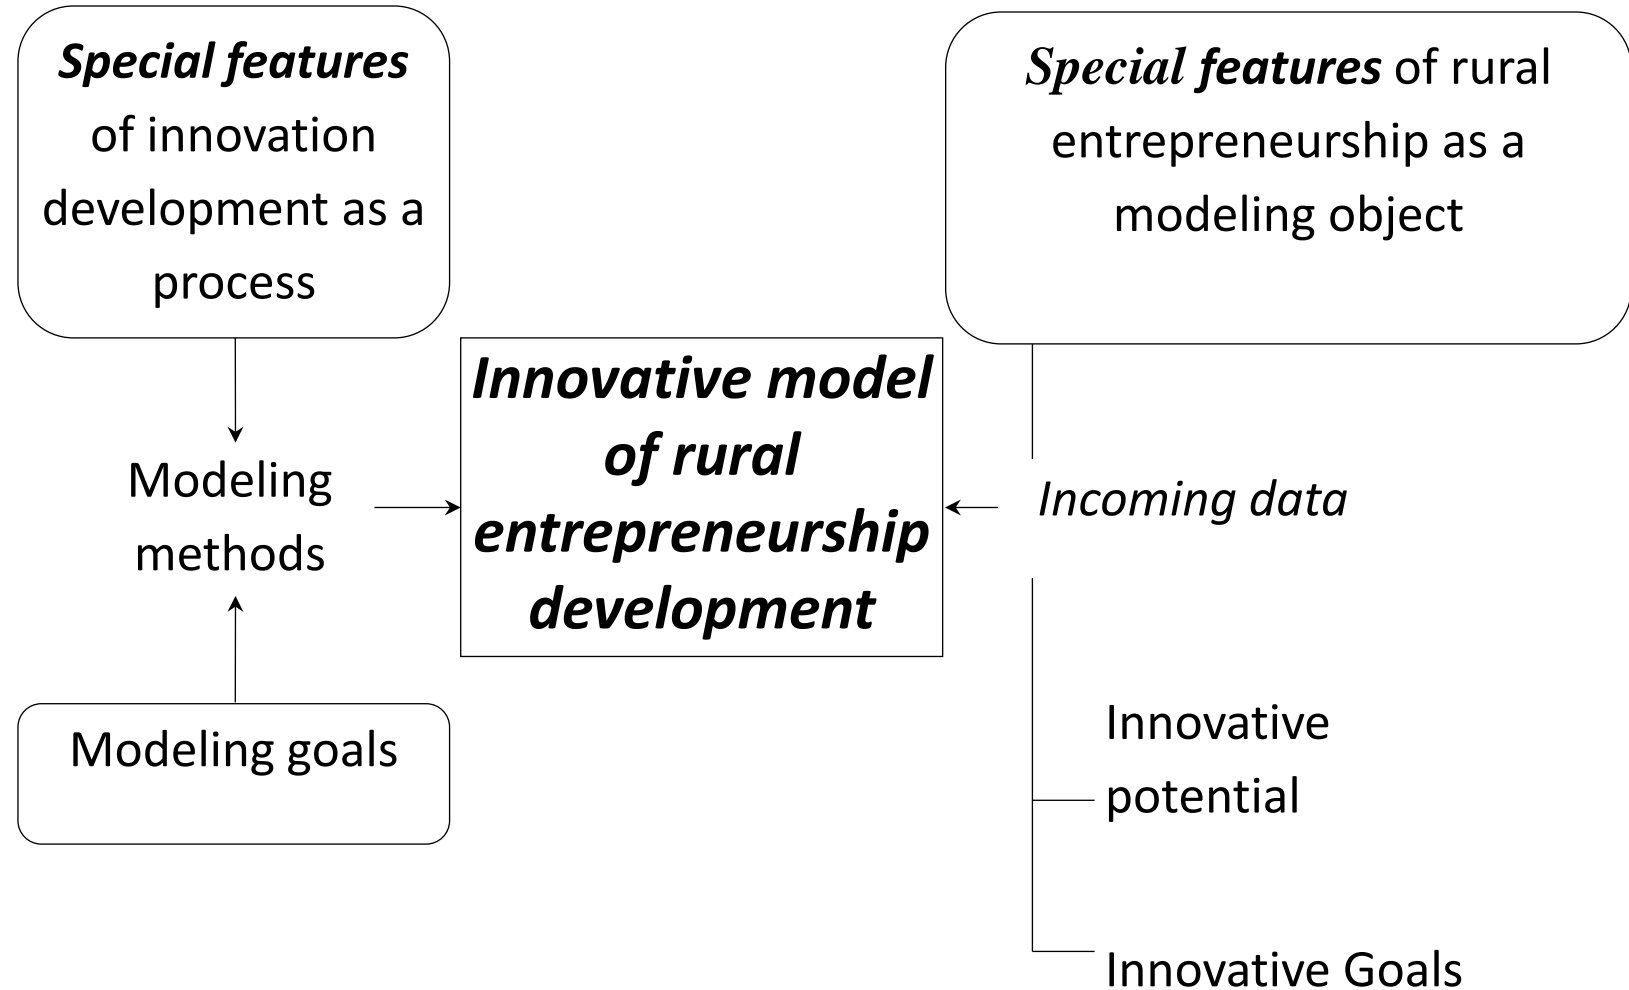 Special features
of innovation
development as a
process
Special features of rural
entrepreneurship as a
modeling object
Innovative model
of rural
entrepreneurship
development
Modeling
methods
Incoming data
Modeling goals
Innovative
potential
Innovative Goals